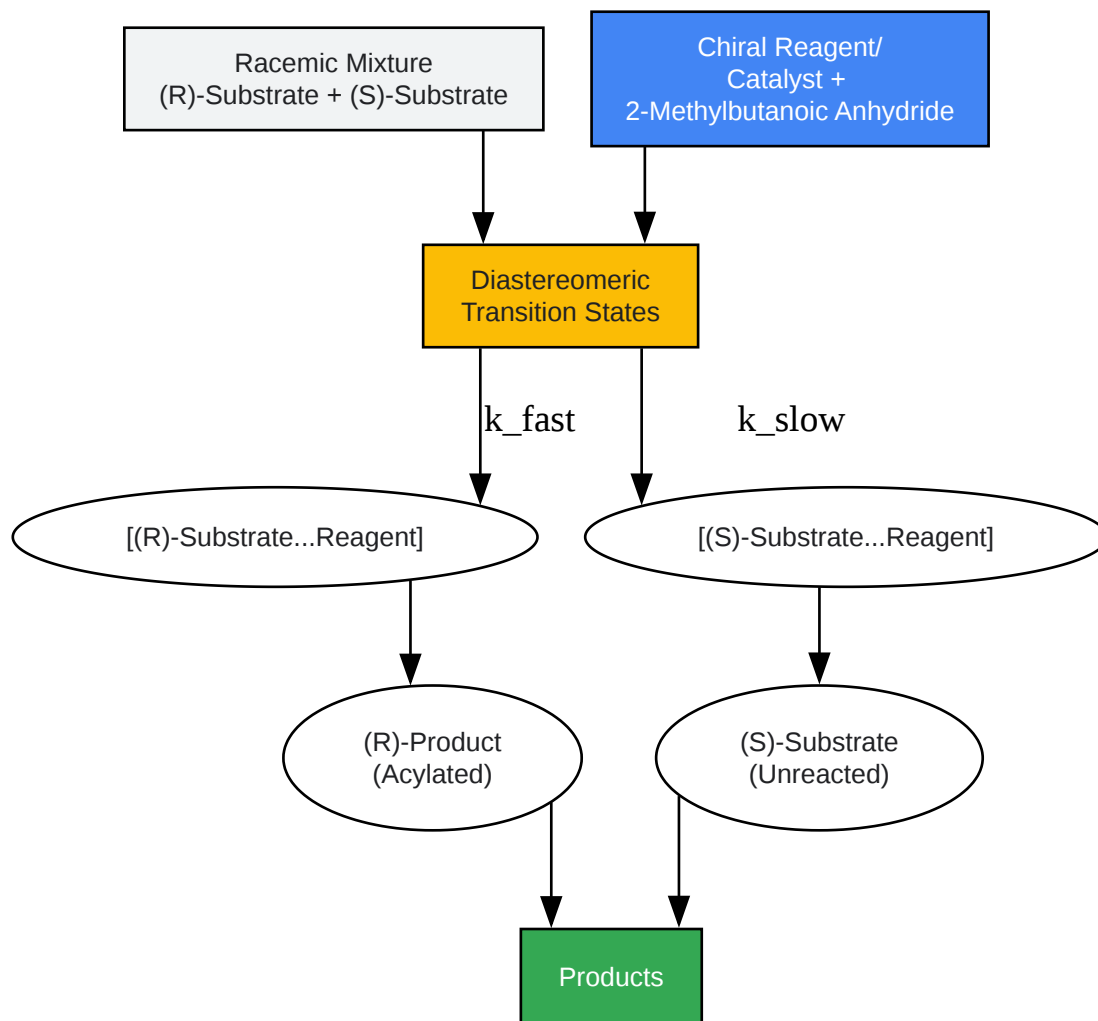 Racemic Mixture
(R)-Substrate + (S)-Substrate
Chiral Reagent/
Catalyst +
2-Methylbutanoic Anhydride
Diastereomeric
Transition States
k_fast
k_slow
[(R)-Substrate...Reagent]
[(S)-Substrate...Reagent]
(R)-Product
(Acylated)
(S)-Substrate
(Unreacted)
Products